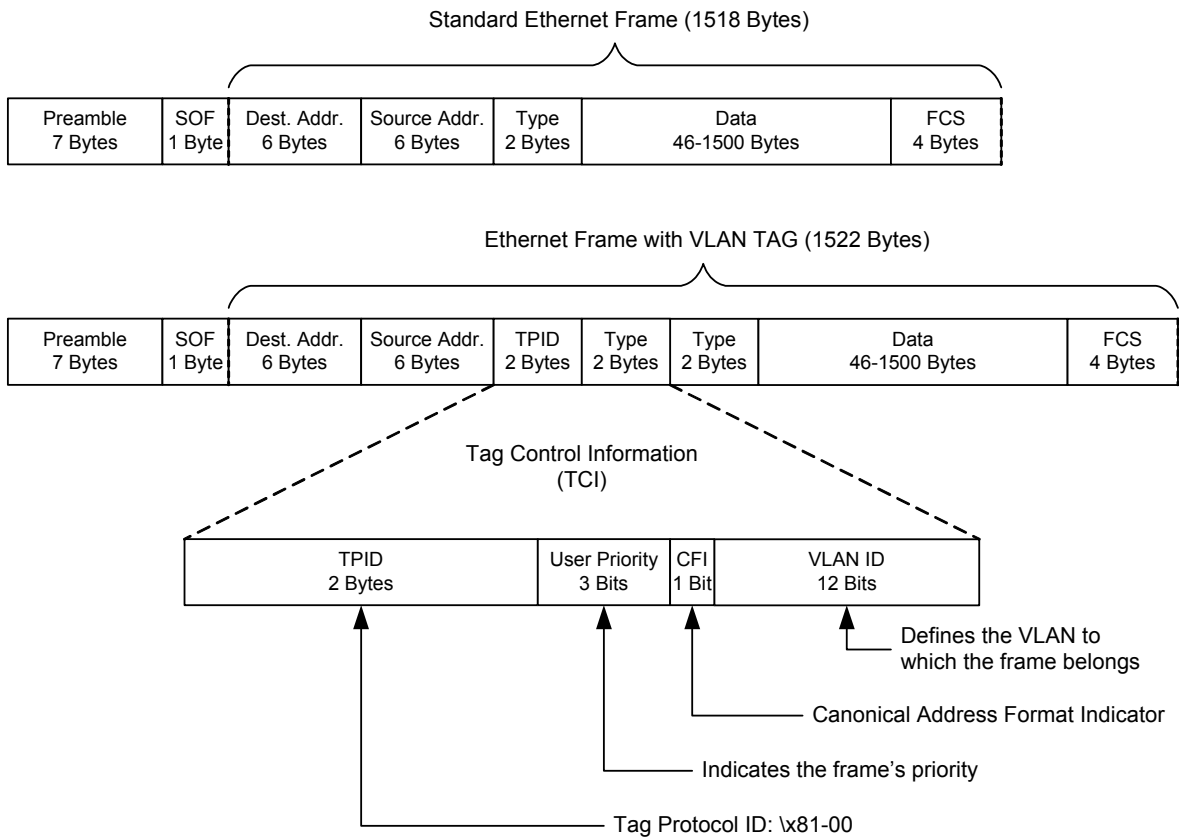 Standard Ethernet Frame (1518 Bytes)
Preamble
7 Bytes
SOF
1 Byte
Dest. Addr.
6 Bytes
Source Addr.
6 Bytes
Type
2 Bytes
Data
46-1500 Bytes
FCS
4 Bytes
Ethernet Frame with VLAN TAG (1522 Bytes)
Preamble
7 Bytes
SOF
1 Byte
Dest. Addr.
6 Bytes
Source Addr.
6 Bytes
TPID
2 Bytes
Type
2 Bytes
Type
2 Bytes
Data
46-1500 Bytes
FCS
4 Bytes
Tag Control Information
(TCI)
TPID
2 Bytes
User Priority
3 Bits
CFI
1 Bit
VLAN ID
12 Bits
Defines the VLAN to
which the frame belongs
Canonical Address Format Indicator
Indicates the frame's priority
Tag Protocol ID: \x81-00